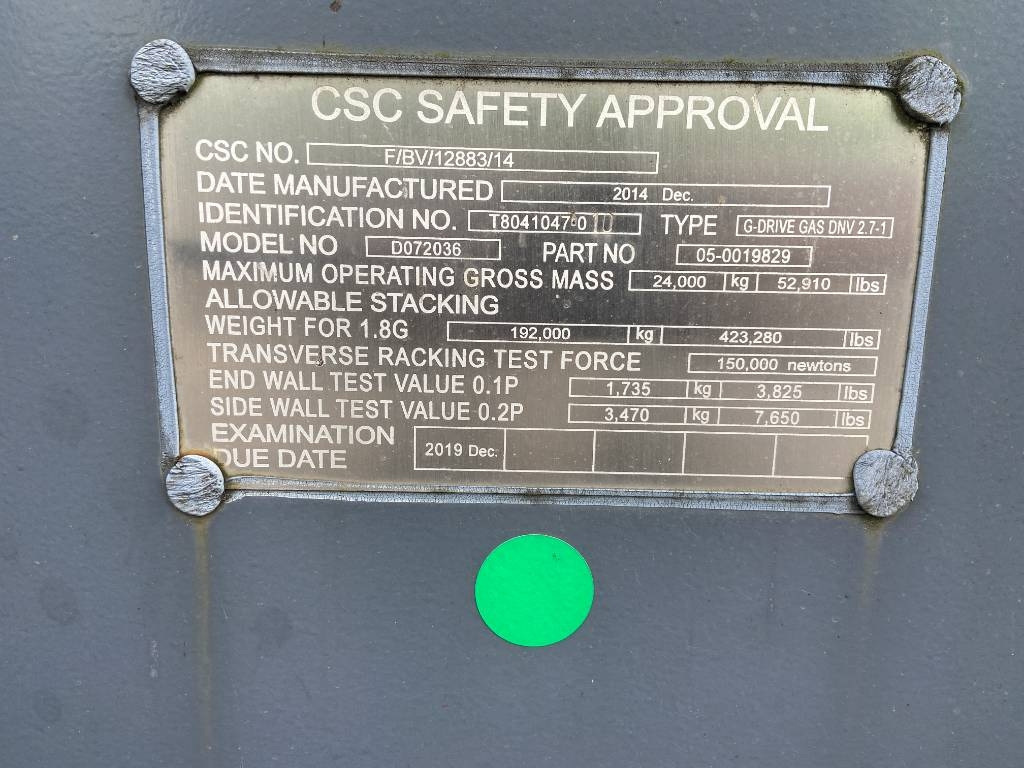 CSC SAFETY APPROVAL
CSC NO. F/BV/12883/14
DATE MANUFACTURED 2014 Dec.
IDENTIFICATION NO. T8041047-010 TYPE G-DRIVE GAS DNV 2.7-1
MODEL NO D072036 PART NO 05-0019829
MAXIMUM OPERATING GROSS MASS 24,000 kg 52,910 lbs
ALLOWABLE STACKING
WEIGHT FOR 1.8G 192,000 kg 423,280 lbs
TRANSVERSE RACKING TEST FORCE 150,000 newtons
END WALL TEST VALUE 0.1P 1,735 kg 3,825 lbs
SIDE WALL TEST VALUE 0.2P 3,470 kg 7,650 lbs
EXAMINATION
DUE DATE 2019 Dec.